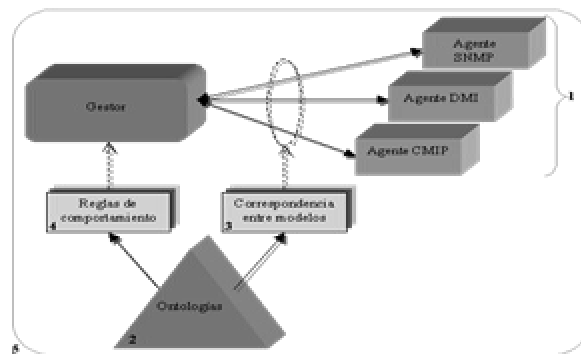 Agente
SNMP
Gestor
Agente DMI
1
Agente CMIP
Reglas de
comportamiento
4
Correspondencia
entre modelos
3
Ontologías
2
5